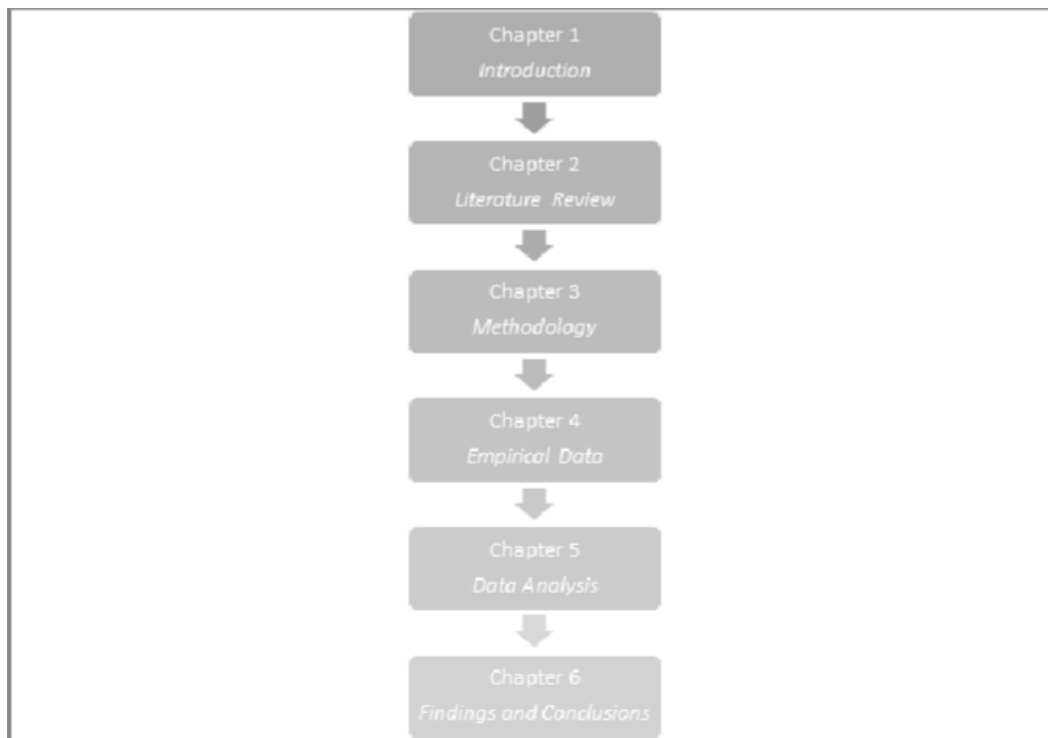 Chapter 1
Introduction
Chapter 2
Literature Review
Chapter 3
Methodology
Chapter 4
Empirical Data
Chapter 5
Data Analysis
Chapter 6
Findings and Conclusions